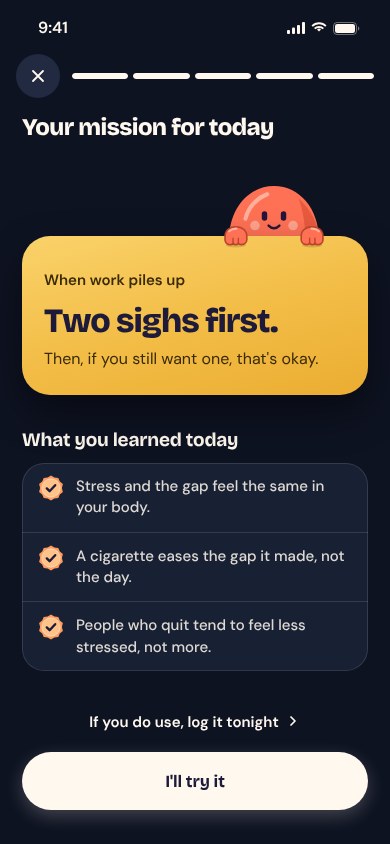 9:41
Your mission for today
When work piles up
Two sighs first.
Then, if you still want one, that's okay.
What you learned today
Stress and the gap feel the same in
your body.
A cigarette eases the gap it made, not
the day.
People who quit tend to feel less
stressed, not more.
If you do use, log it tonight
I'll try it